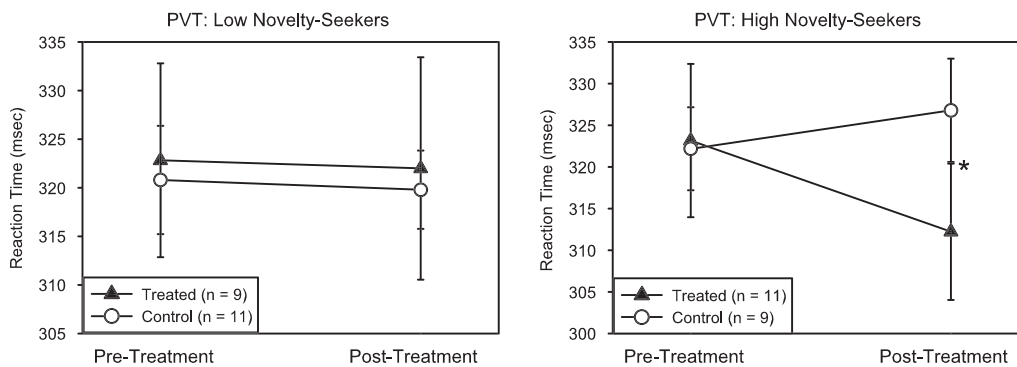 PVT: Low Novelty-Seekers
335
330
325
320
315
310
305
Reaction Time (msec)
Treated (n = 9)
Control (n = 11)
Pre-Treatment
Post-Treatment
PVT: High Novelty-Seekers
335
330
325
320
315
310
305
300
Reaction Time (msec)
*
Treated (n = 11)
Control (n = 9)
Pre-Treatment
Post-Treatment